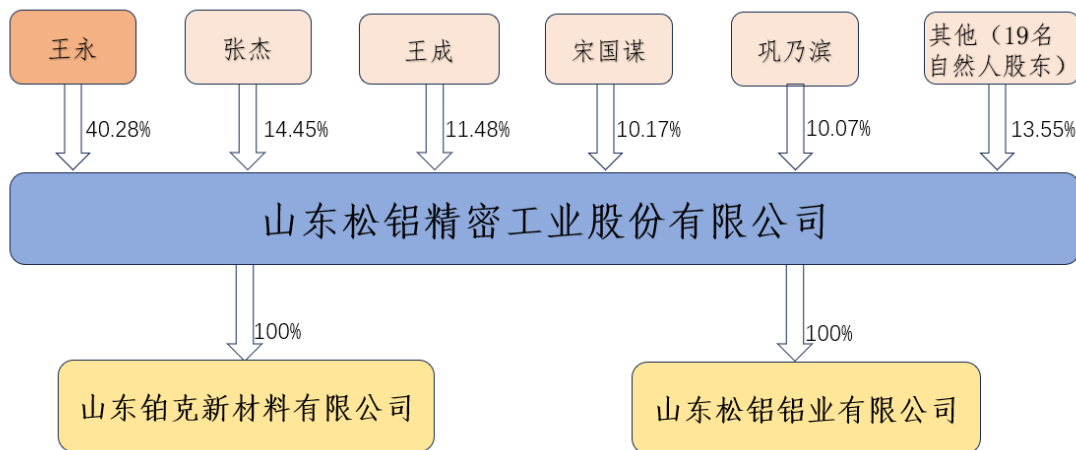 王永
张杰
王成
宋国谋
巩乃滨
其他（19名
自然人股东）
40.28%
14.45%
11.48%
10.17%
10.07%
13.55%
山东松铝精密工业股份有限公司
100%
100%
山东铂克新材料有限公司
山东松铝铝业有限公司